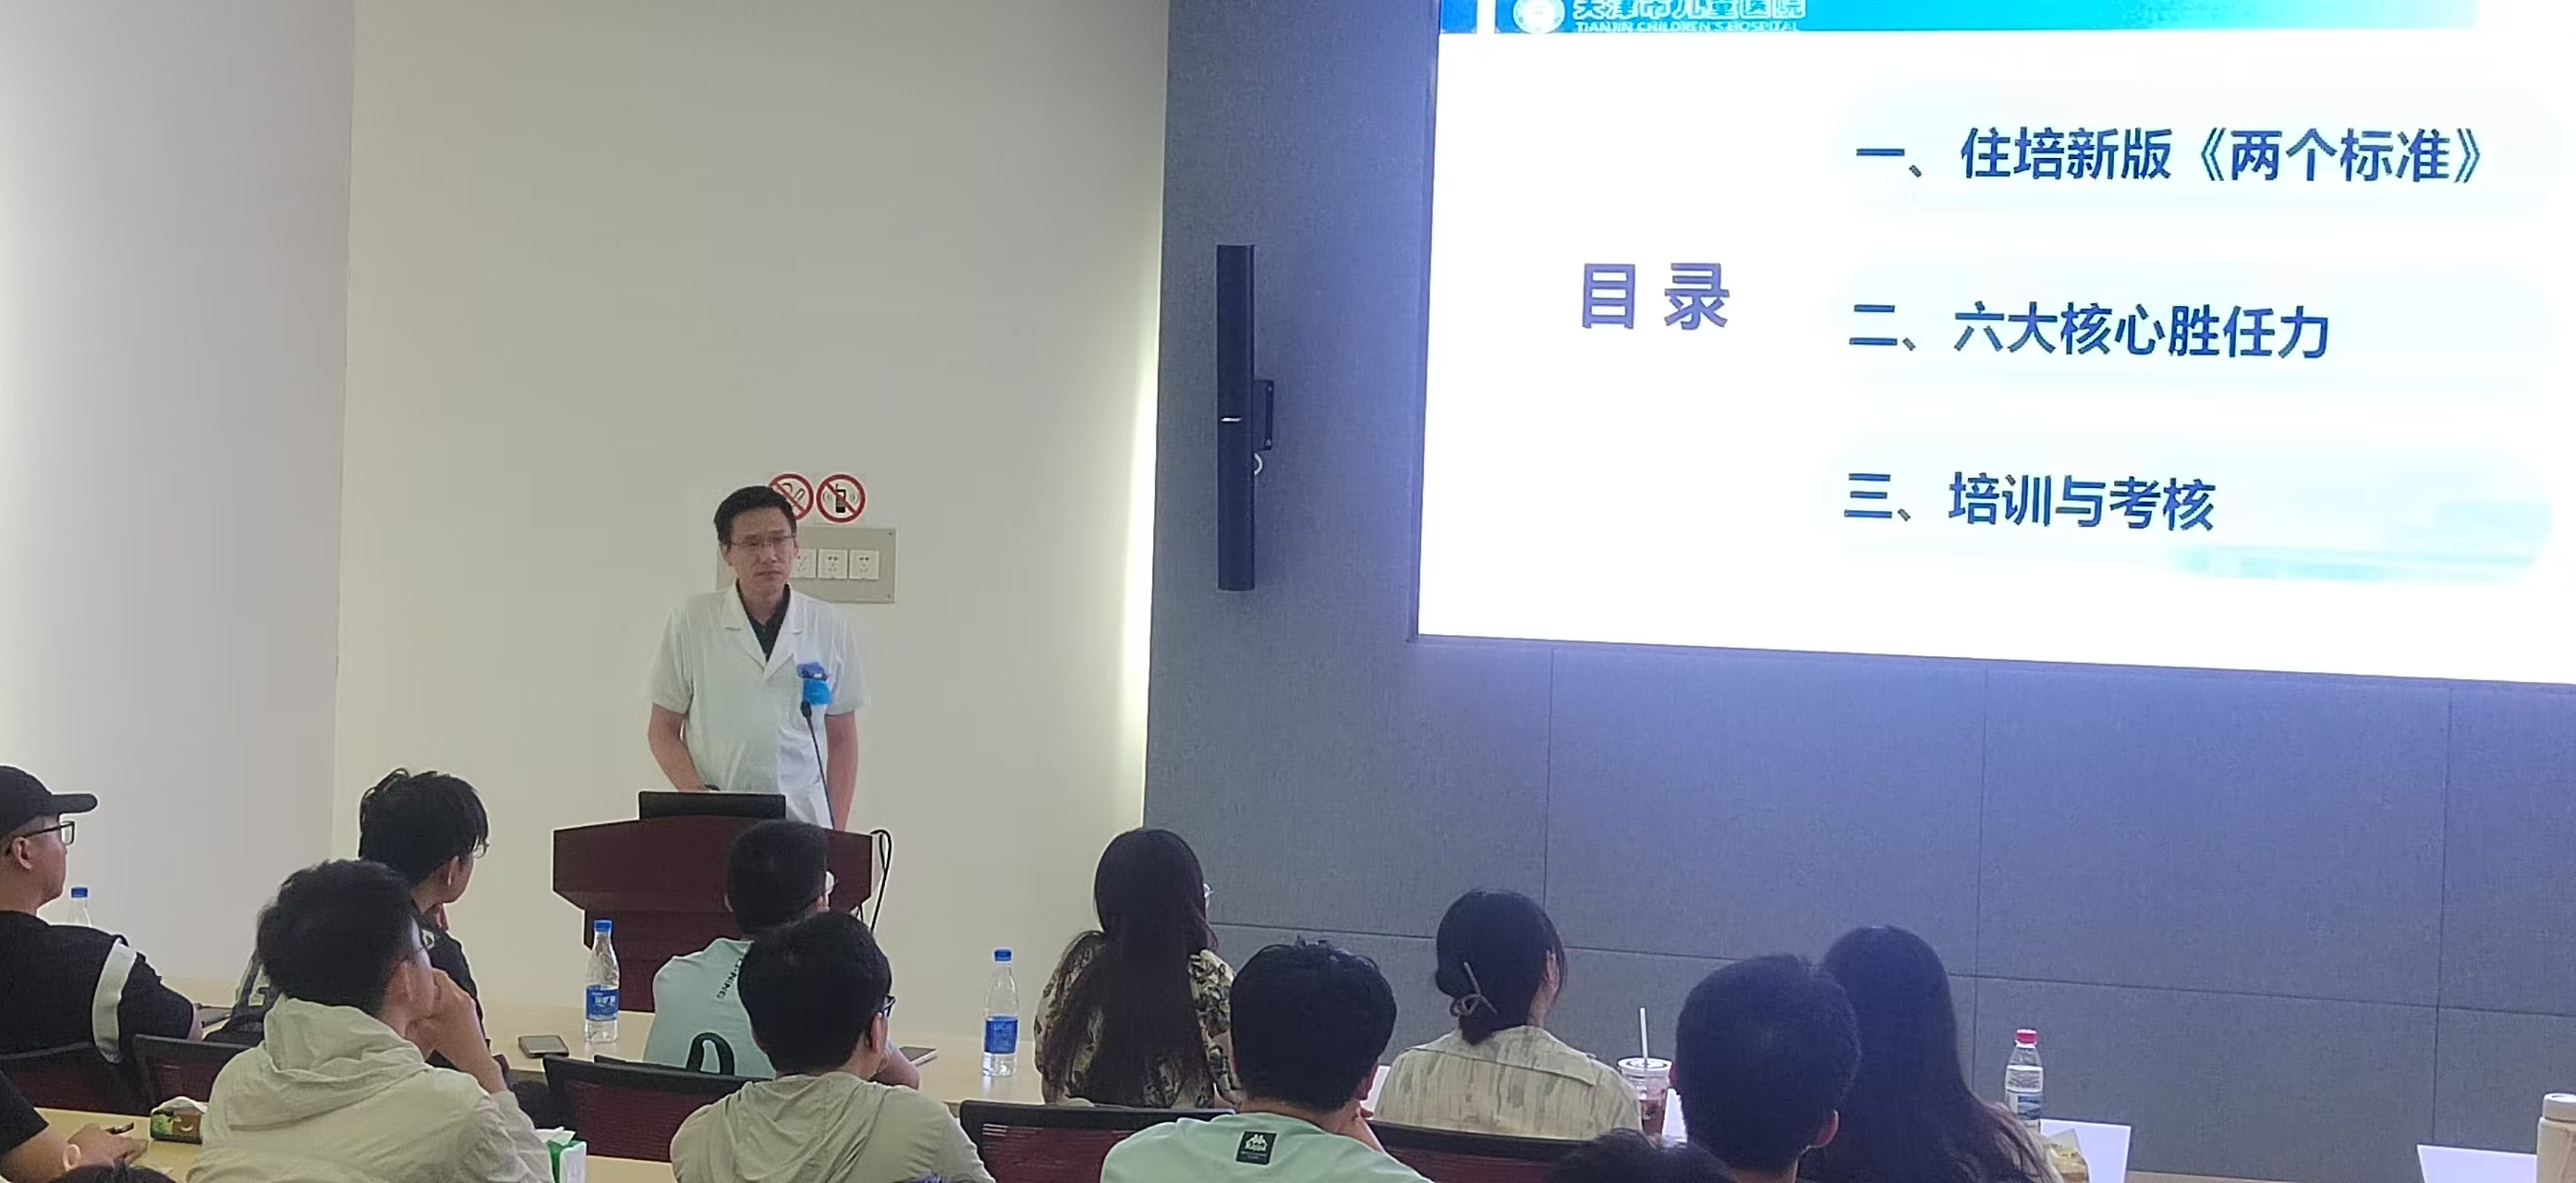 天津市儿童医院
TIANJIN CHILDREN'S HOSPITAL
目录
一、住培新版《两个标准》
二、六大核心胜任力
三、培训与考核
Kappa